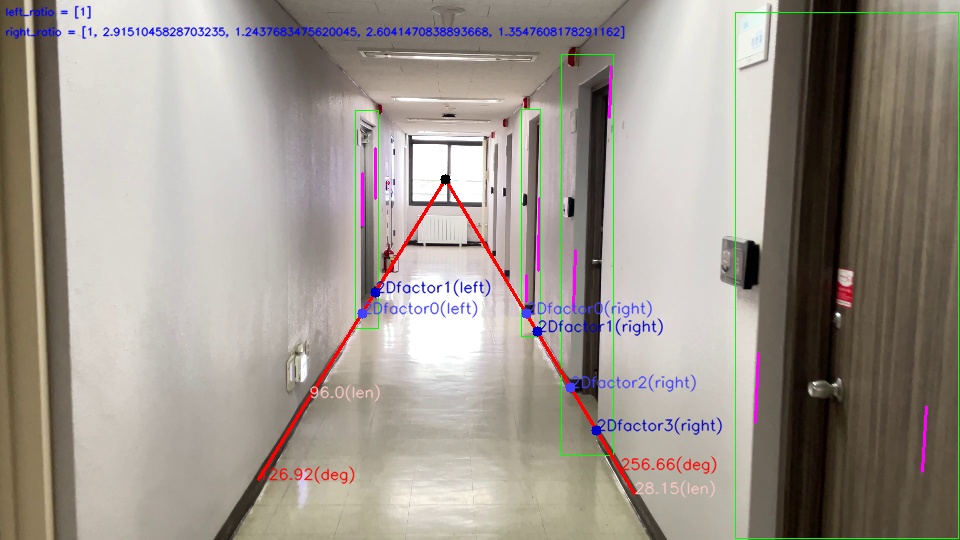 left_ratio = [1]
right_ratio = [1, 2.9151045828703235, 1.2437683475620045, 2.6041470838893668, 1.3547608178291162]
2Dfactor1(left)
2Dfactor0(left)
2Dfactor0(right)
2Dfactor1(right)
2Dfactor2(right)
96.0(len)
2Dfactor3(right)
26.92(deg)
256.66(deg)
28.15(len)